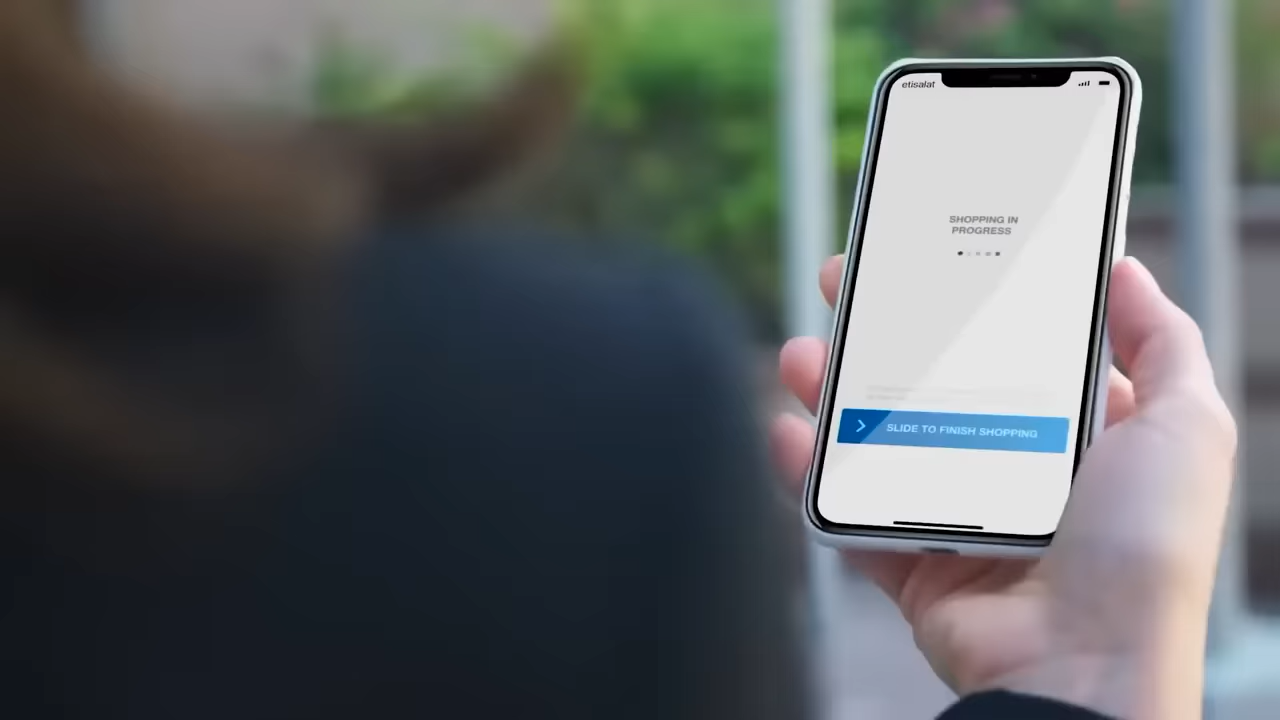 etisalat
SHOPPING IN
PROGRESS
SLIDE TO FINISH SHOPPING